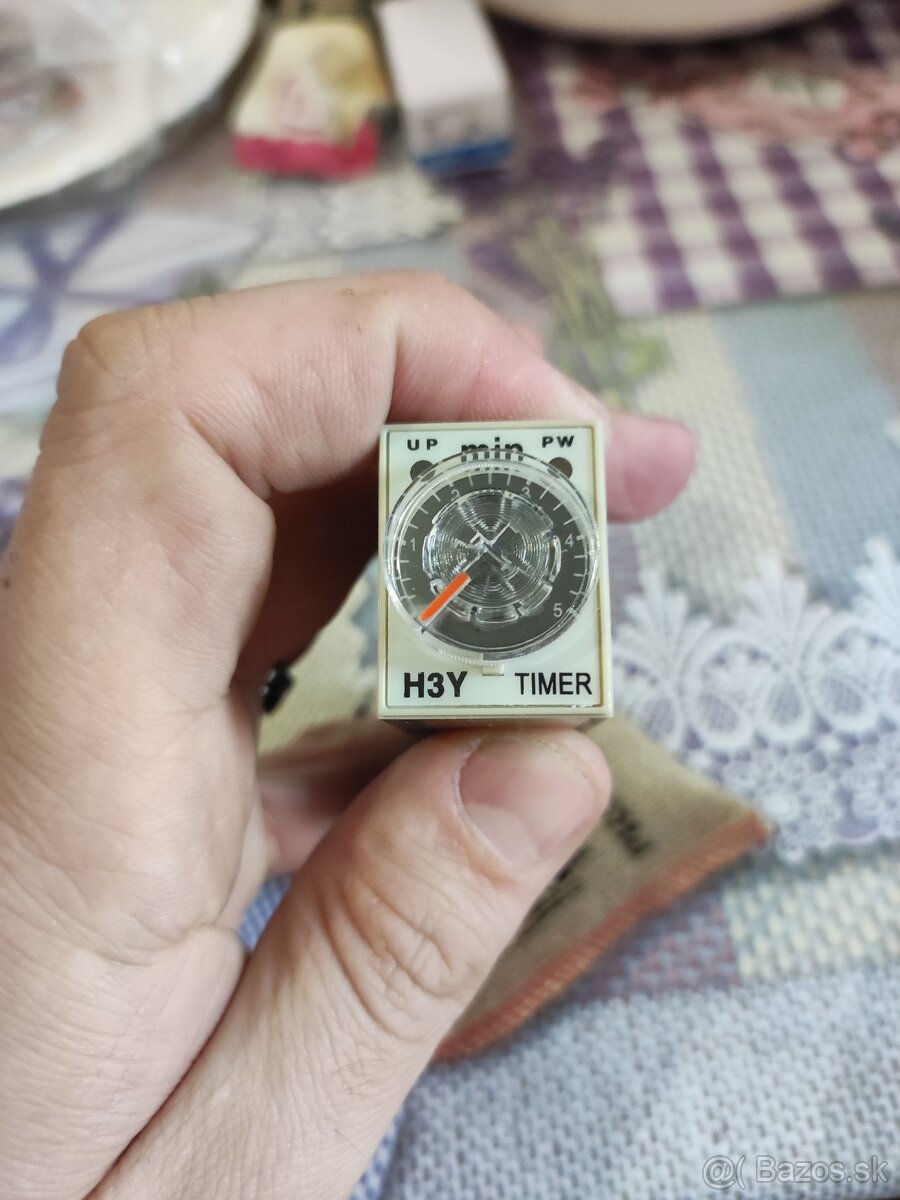 UP min PW
2 3
1 4
5
H3Y TIMER
@( Bazos.sk